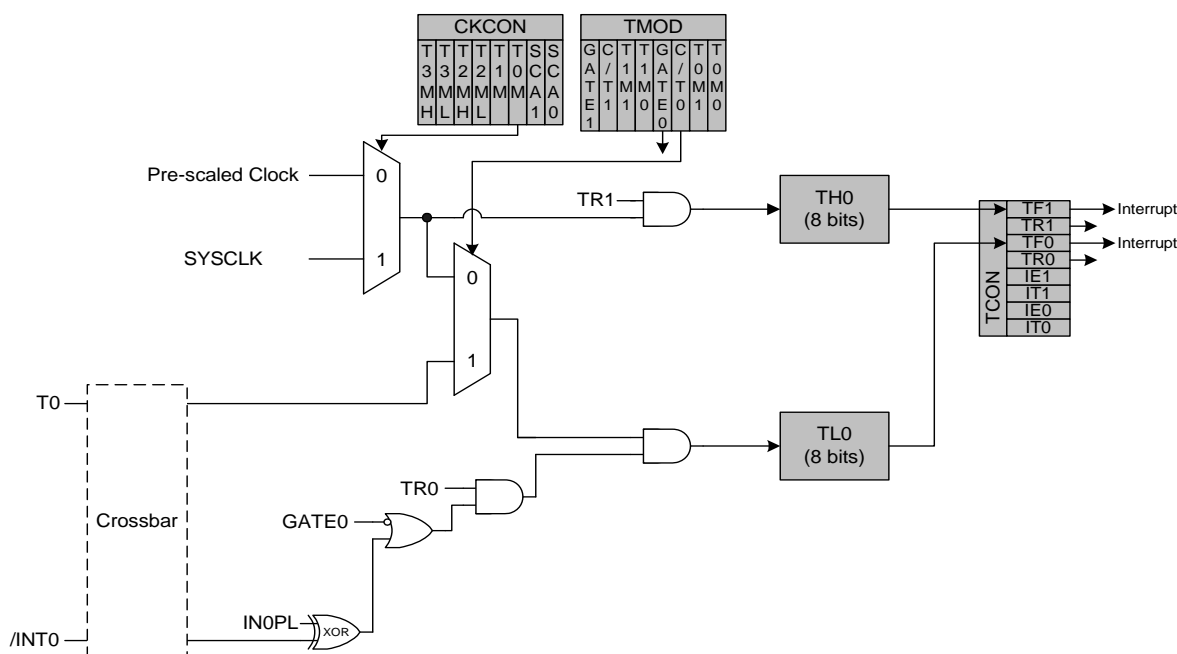 CKCON
T3MH
T3ML
T2MH
T2ML
T1M
T0M
SCA1
SCA0
TMOD
GATE1
C/T1
T1M1
T1M0
GATE0
C/T0
T0M1
T0M0
Pre-scaled Clock
0
SYSCLK
1
TR1
TH0
(8 bits)
TCON
TF1
TR1
TF0
TR0
IE1
IT1
IE0
IT0
Interrupt
Interrupt
0
1
T0
TL0
(8 bits)
TR0
Crossbar
GATE0
IN0PL
XOR
/INT0